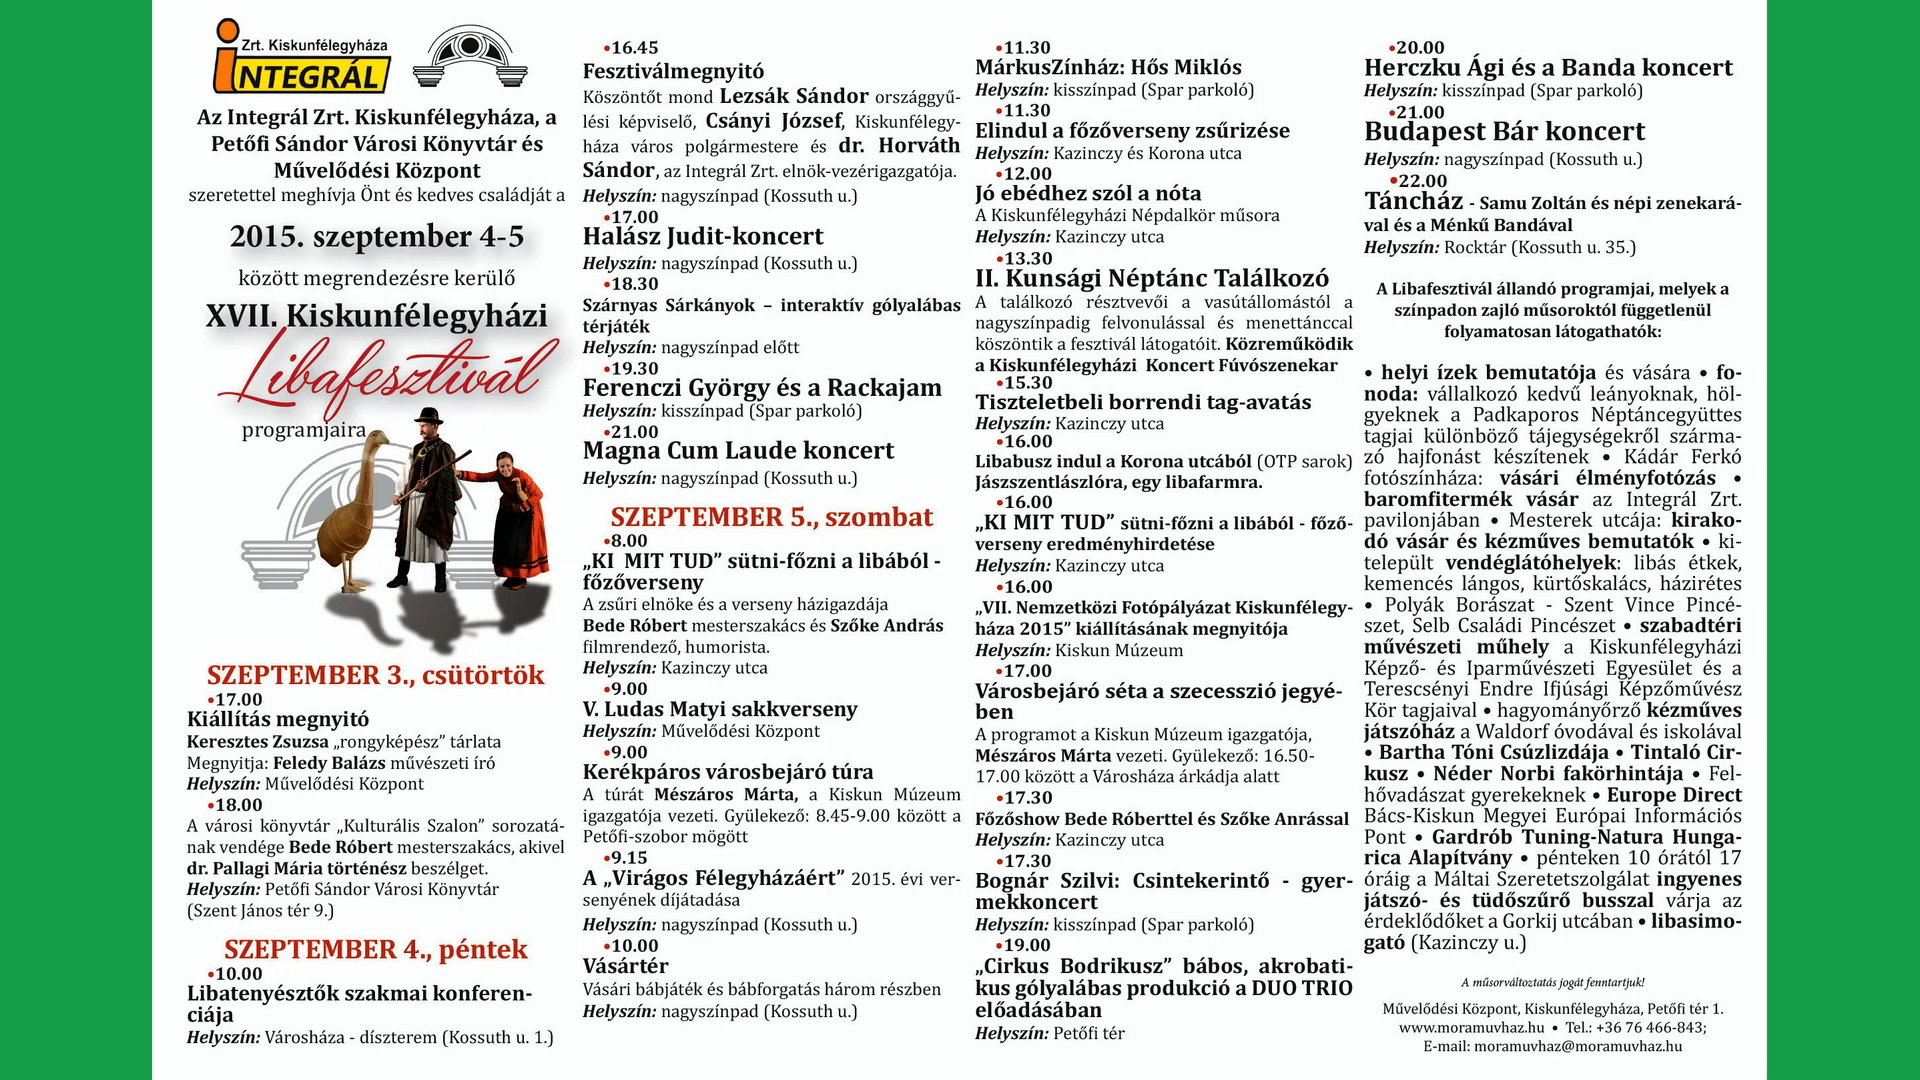 Zrt. Kiskunfélegyháza
iNTEGRÁL
Az Integrál Zrt. Kiskunfélegyháza, a
Petőfi Sándor Városi Könyvtár és
Művelődési Központ
szeretettel meghívja Önt és kedves családját a
2015. szeptember 4-5
között megrendezésre kerülő
XVII. Kiskunfélegyházi
Libafesztivál
programjaira
SZEPTEMBER 3., csütörtök
•17.00
Kiállítás megnyitó
Keresztes Zsuzsa „rongyképész” tárlata
Megnyitja: Feledy Balázs művészeti író
Helyszín: Művelődési Központ
•18.00
A városi könyvtár „Kulturális Szalon” sorozatá-
nak vendége Bede Róbert mesterszakács, akivel
dr. Pallagi Mária történész beszélget.
Helyszín: Petőfi Sándor Városi Könyvtár
(Szent János tér 9.)
SZEPTEMBER 4., péntek
•10.00
Libatenyésztők szakmai konferen-
ciája
Helyszín: Városháza - díszterem (Kossuth u. 1.)
•16.45
Fesztiválmegnyitó
Köszöntőt mond Lezsák Sándor országgyű-
lési képviselő, Csányi József, Kiskunfélegy-
háza város polgármestere és dr. Horváth
Sándor, az Integrál Zrt. elnök-vezérigazgatója.
Helyszín: nagyszínpad (Kossuth u.)
•17.00
Halász Judit-koncert
Helyszín: nagyszínpad (Kossuth u.)
•18.30
Szárnyas Sárkányok – interaktív gólyalábas
térjáték
Helyszín: nagyszínpad előtt
•19.30
Ferenczi György és a Rackajam
Helyszín: kisszínpad (Spar parkoló)
•21.00
Magna Cum Laude koncert
Helyszín: nagyszínpad (Kossuth u.)
SZEPTEMBER 5., szombat
•8.00
„KI MIT TUD” sütni-főzni a libából -
főzőverseny
A zsűri elnöke és a verseny házigazdája
Bede Róbert mesterszakács és Szőke András
filmrendező, humorista.
Helyszín: Kazinczy utca
•9.00
V. Ludas Matyi sakkverseny
Helyszín: Művelődési Központ
•9.00
Kerékpáros városbejáró túra
A túrát Mészáros Márta, a Kiskun Múzeum
igazgatója vezeti. Gyülekező: 8.45-9.00 között a
Petőfi-szobor mögött
•9.15
A „Virágos Félegyházáért” 2015. évi ver-
senyének díjátadása
Helyszín: nagyszínpad (Kossuth u.)
•10.00
Vásártér
Vásári bábjáték és bábforgatás három részben
Helyszín: nagyszínpad (Kossuth u.)
•11.30
MárkusZínház: Hős Miklós
Helyszín: kisszínpad (Spar parkoló)
•11.30
Elindul a főzőverseny zsűrizése
Helyszín: Kazinczy és Korona utca
•12.00
Jó ebédhez szól a nóta
A Kiskunfélegyházi Népdalkör műsora
Helyszín: Kazinczy utca
•13.30
II. Kunsági Néptánc Találkozó
A találkozó résztvevői a vasútállomástól a
nagyszínpadig felvonulással és menettánccal
köszöntik a fesztivál látogatóit. Közreműködik
a Kiskunfélegyházi Koncert Fúvószenekar
•15.30
Tiszteletbeli borrendi tag-avatás
Helyszín: Kazinczy utca
•16.00
Libabusz indul a Korona utcából (OTP sarok)
Jászszentlászlóra, egy libafarmra.
•16.00
„KI MIT TUD” sütni-főzni a libából - főző-
verseny eredményhirdetése
Helyszín: Kazinczy utca
•16.00
„VII. Nemzetközi Fotópályázat Kiskunfélegy-
háza 2015” kiállításának megnyitója
Helyszín: Kiskun Múzeum
•17.00
Városbejáró séta a szecesszió jegyé-
ben
A programot a Kiskun Múzeum igazgatója,
Mészáros Márta vezeti. Gyülekező: 16.50-
17.00 között a Városháza árkádja alatt
•17.30
Főzőshow Bede Róberttel és Szőke Anrással
Helyszín: Kazinczy utca
•17.30
Bognár Szilvi: Csintekerintő - gyer-
mekkoncert
Helyszín: kisszínpad (Spar parkoló)
•19.00
„Cirkus Bodrikusz” bábos, akrobati-
kus gólyalábas produkció a DUO TRIO
előadásában
Helyszín: Petőfi tér
•20.00
Herczku Ági és a Banda koncert
Helyszín: kisszínpad (Spar parkoló)
•21.00
Budapest Bár koncert
Helyszín: nagyszínpad (Kossuth u.)
•22.00
Táncház - Samu Zoltán és népi zenekará-
val és a Ménkű Bandával
Helyszín: Rocktár (Kossuth u. 35.)
A Libafesztivál állandó programjai, melyek a
színpadon zajló műsoroktól függetlenül
folyamatosan látogathatók:
• helyi ízek bemutatója és vására • fo-
noda: vállalkozó kedvű leányoknak, höl-
gyeknek a Padkaporos Néptáncegyüttes
tagjai különböző tájegységekről szárma-
zó hajfonást készítenek • Kádár Ferkó
fotószínháza: vásári élményfotózás •
baromfitermék vásár az Integrál Zrt.
pavilonjában • Mesterek utcája: kirako-
dó vásár és kézműves bemutatók • ki-
települt vendéglátóhelyek: libás étkek,
kemencés lángos, kürtőskalács, házirétes
• Polyák Borászat - Szent Vince Pincé-
szet, Selb Családi Pincészet • szabadtéri
művészeti műhely a Kiskunfélegyházi
Képző- és Iparművészeti Egyesület és a
Terescsényi Endre Ifjúsági Képzőművész
Kör tagjaival • hagyományőrző kézműves
játszóház a Waldorf óvodával és iskolával
• Bartha Tóni Csúzlizdája • Tintaló Cir-
kusz • Néder Norbi fakörhintája • Fel-
hővadászat gyerekeknek • Europe Direct
Bács-Kiskun Megyei Európai Információs
Pont • Gardrób Tuning-Natura Hunga-
rica Alapítvány • pénteken 10 órától 17
óráig a Máltai Szeretetszolgálat ingyenes
játszó- és tüdőszűrő busszal várja az
érdeklődőket a Gorkij utcában • libasimo-
gató (Kazinczy u.)
A műsorváltoztatás jogát fenntartjuk!
Művelődési Központ, Kiskunfélegyháza, Petőfi tér 1.
www.moramuvhaz.hu • Tel.: +36 76 466-843;
E-mail: moramuvhaz@moramuvhaz.hu